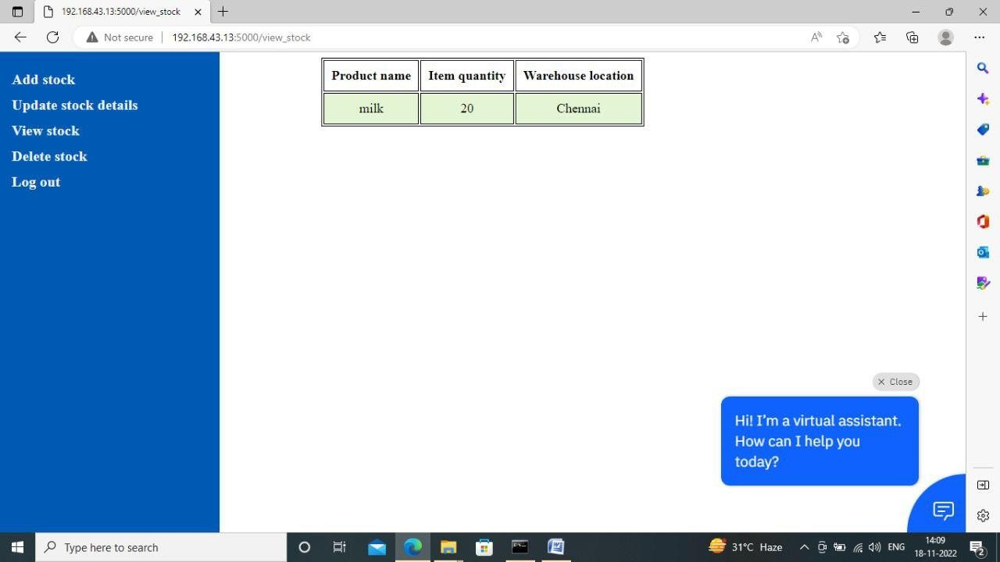 192.168.43.13:5000/view_stock
Not secure
192.168.43.13:5000/view_stock
Add stock
Update stock details
View stock
Delete stock
Log out
Product name Item quantity Warehouse location
milk 20 Chennai
Close
Hi! I'm a virtual assistant.
How can I help you
today?
Type here to search
31°C Haze
ENG
14:09
18-11-2022
2